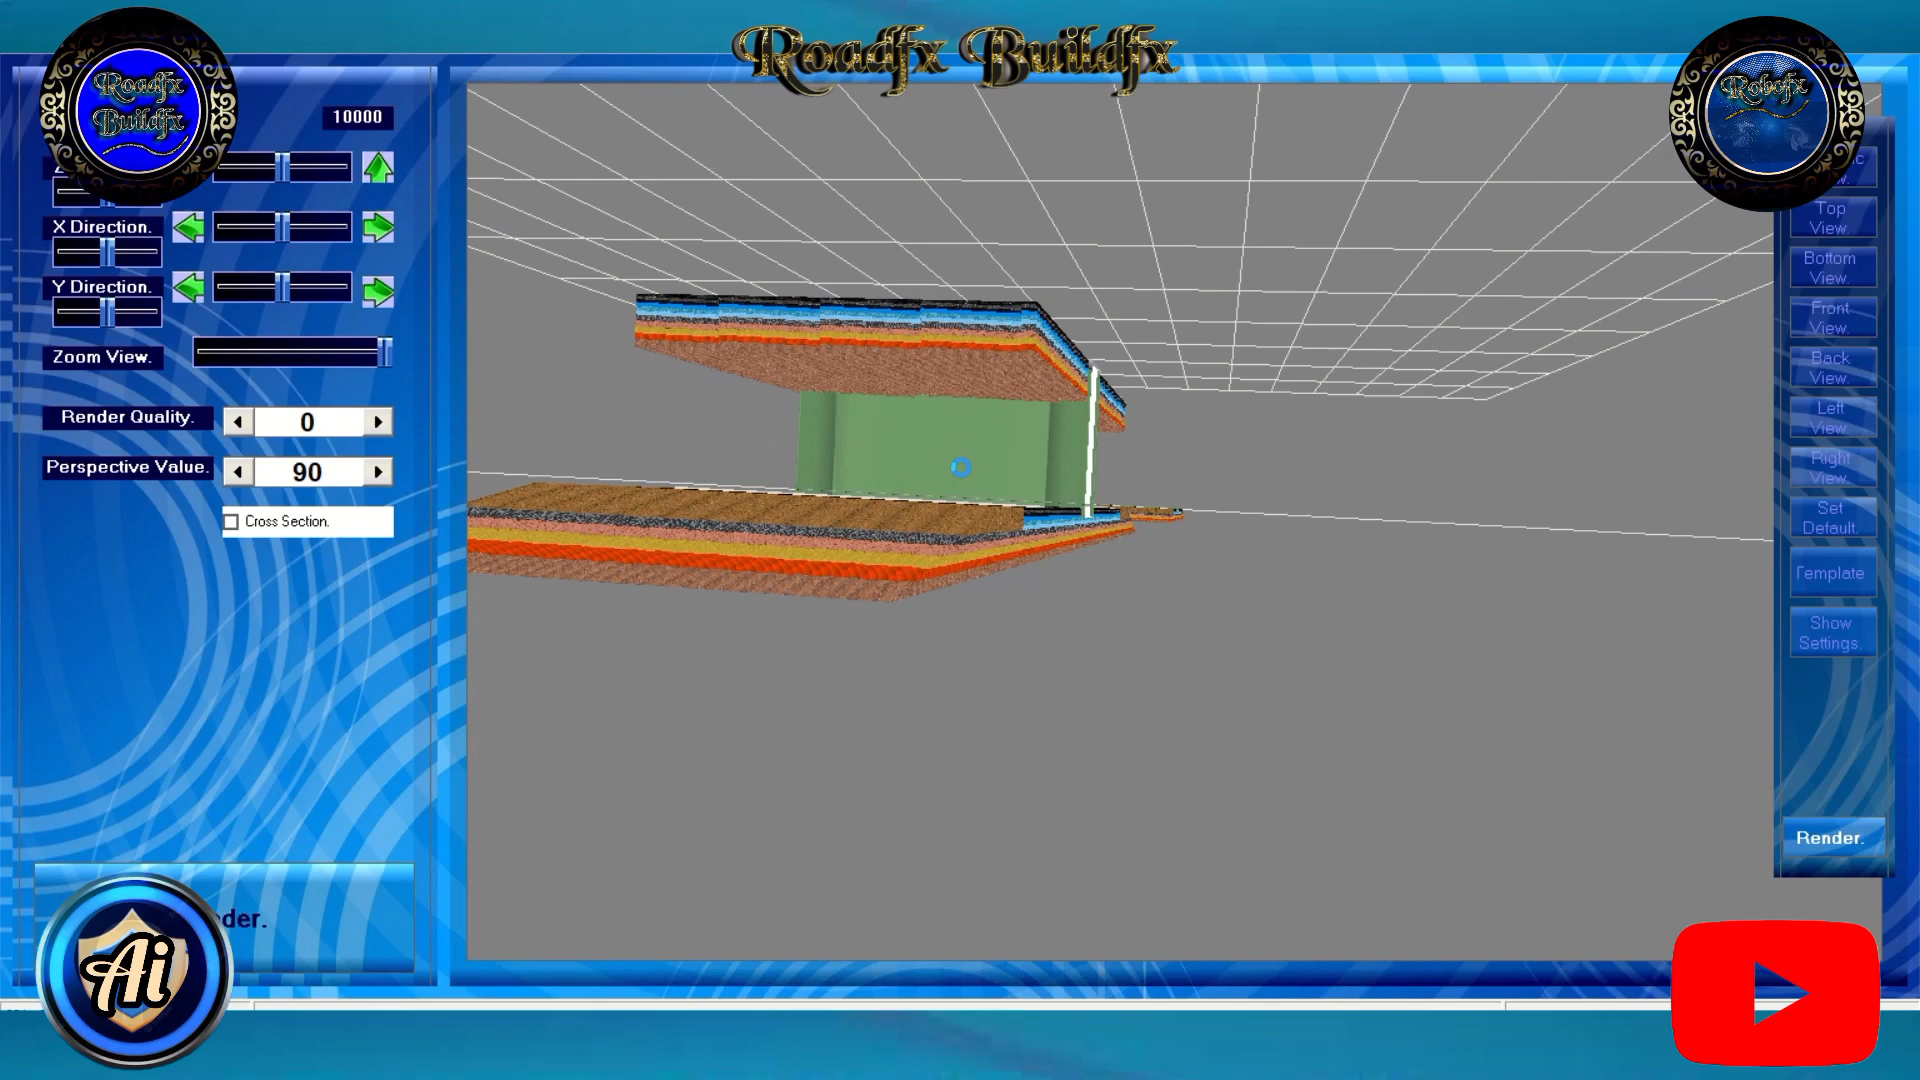 Roadfx Buildfx
Roadfx
Buildfx
Robofx
10000
X Direction.
Y Direction.
Zoom View.
Render Quality.
0
Perspective Value.
90
Cross Section.
Top
View.
Bottom
View.
Front
View.
Back
View.
Left
View.
Right
View.
Set
Default.
Template
Show
Settings.
Render.
der.
Ai